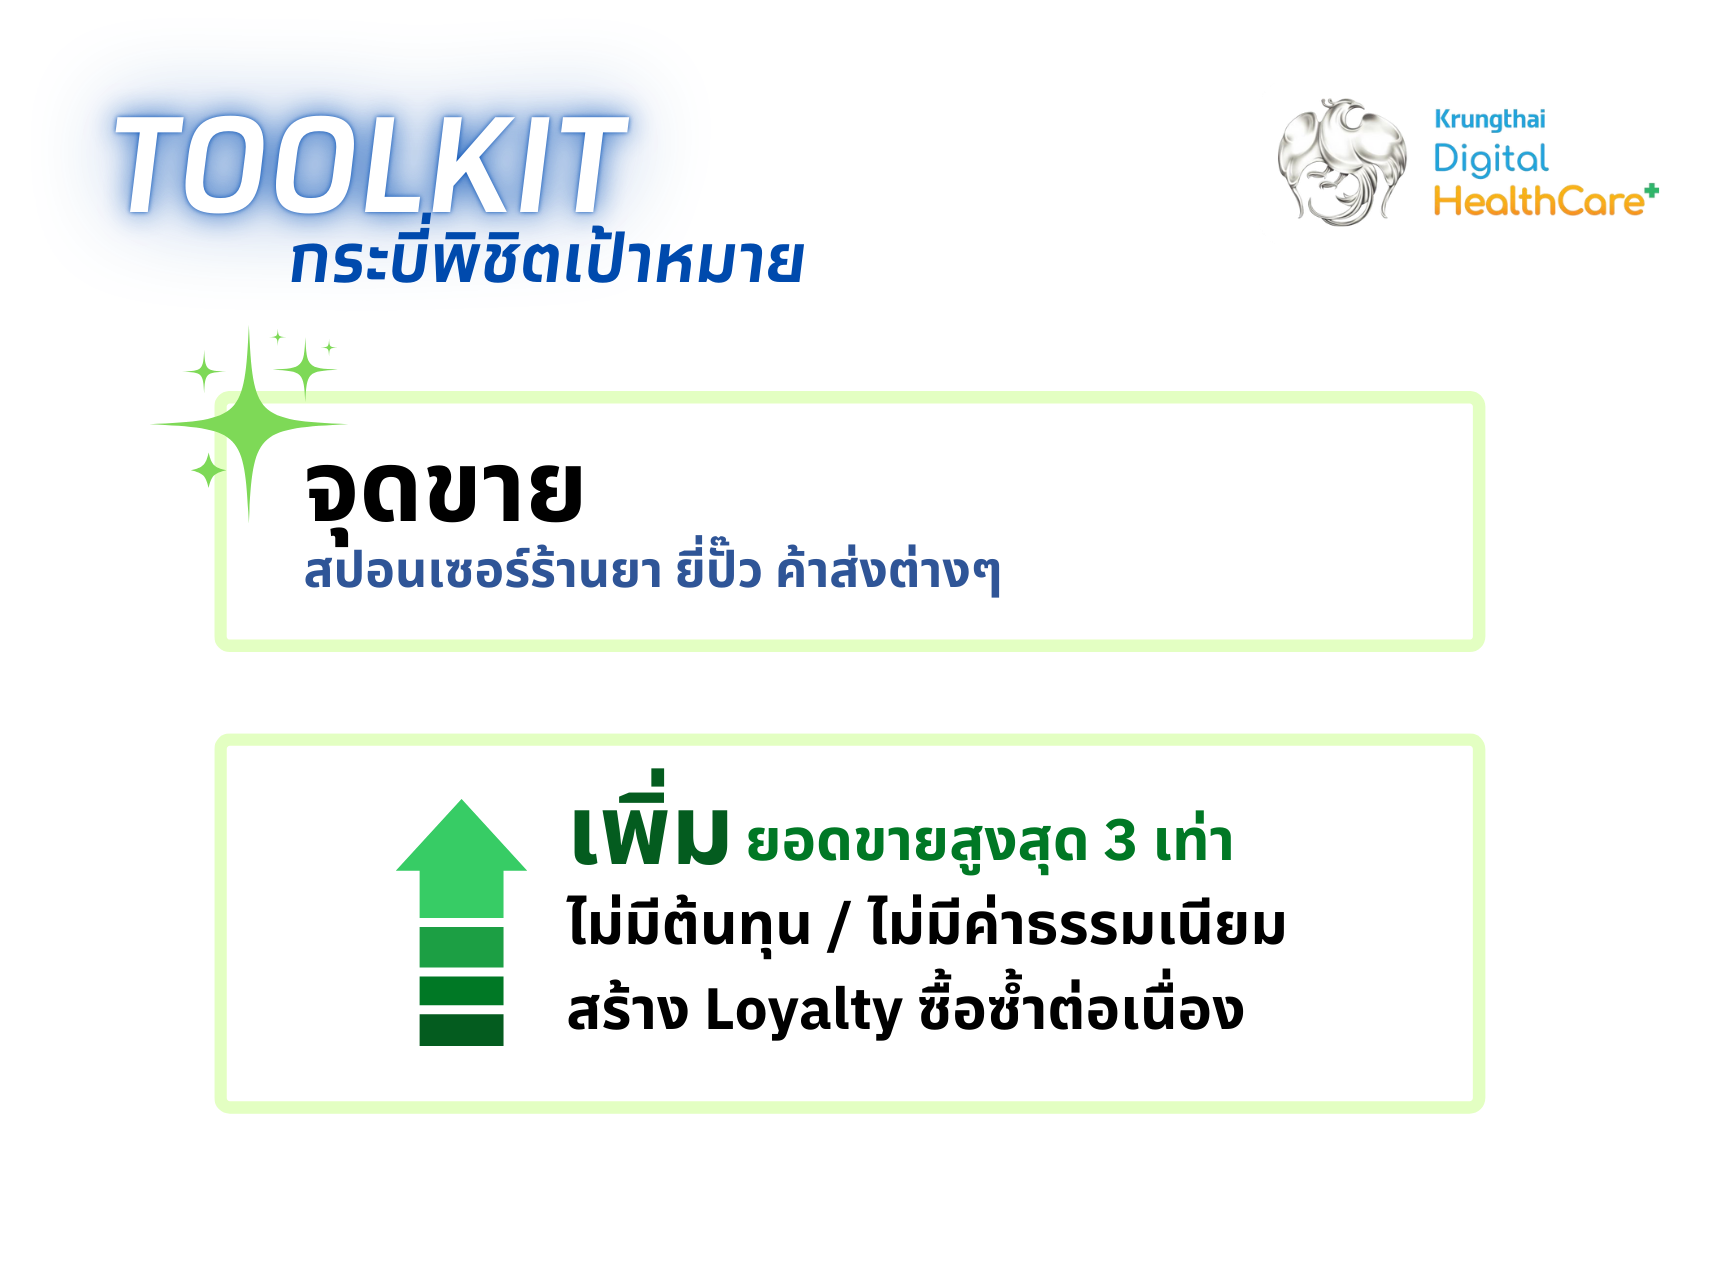 TOOLKIT
กระบี่พิชิตเป้าหมาย
Krungthai
Digital
HealthCare+
จุดขาย
สปอนเซอร์ร้านยา ยี่ปั๊ว ค้าส่งต่างๆ
เพิ่ม ยอดขายสูงสุด 3 เท่า
ไม่มีต้นทุน / ไม่มีค่าธรรมเนียม
สร้าง Loyalty ซื้อซ้ำต่อเนื่อง